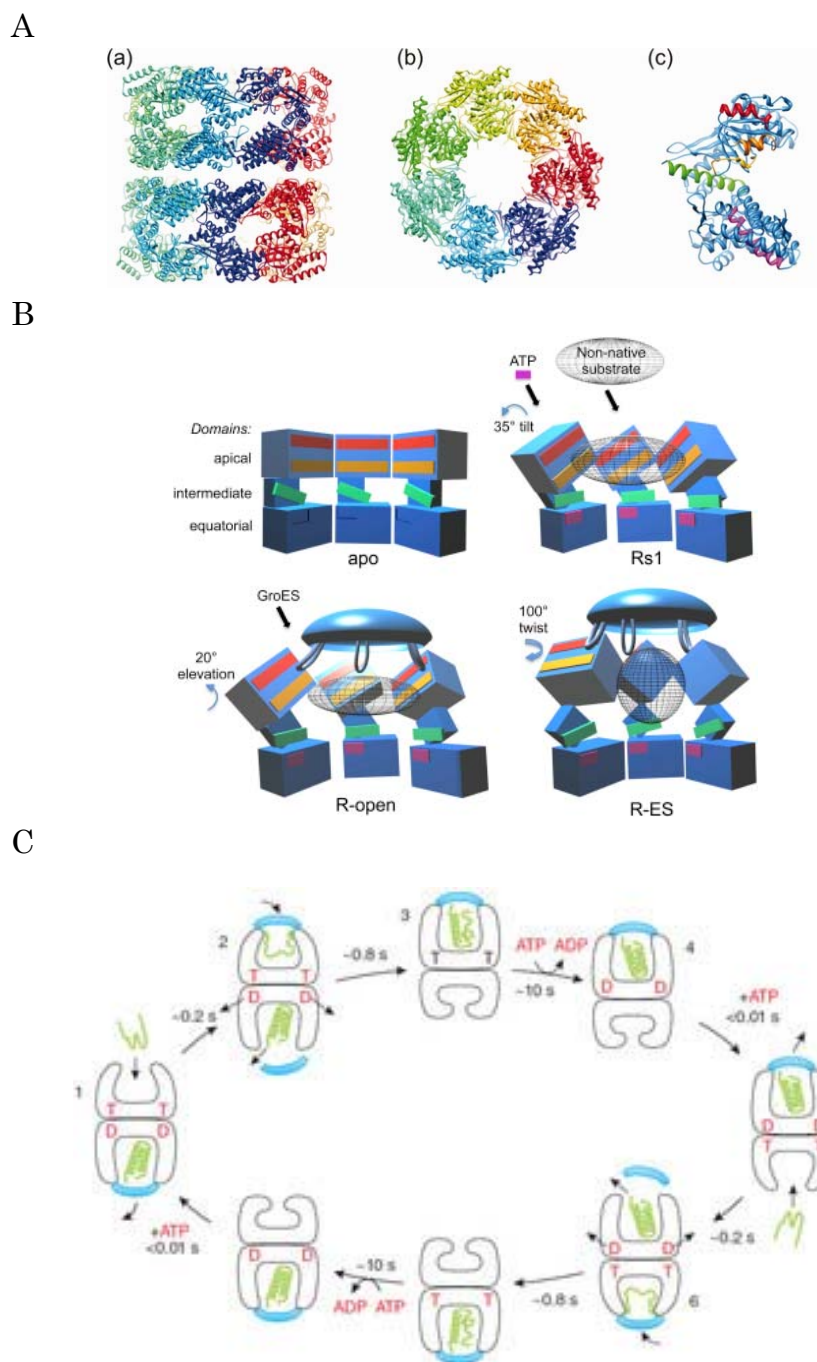 A
(a)
(b)
(c)
B
ATP
Non-native
substrate
35° tilt
Domains:
apical
intermediate
equatorial
apo
Rs1
GroES
20°
elevation
100°
twist
R-open
R-ES
C
3
2
T T
~0.8 s
T T
ATP ADP
~10 s
4
D D
D D
~0.2 s
+ATP
<0.01 s
1
T T
D D
D D
T T
+ATP
<0.01 s
D D
~10 s
ADP ATP
T T
~0.8 s
D D
T T
6
~0.2 s